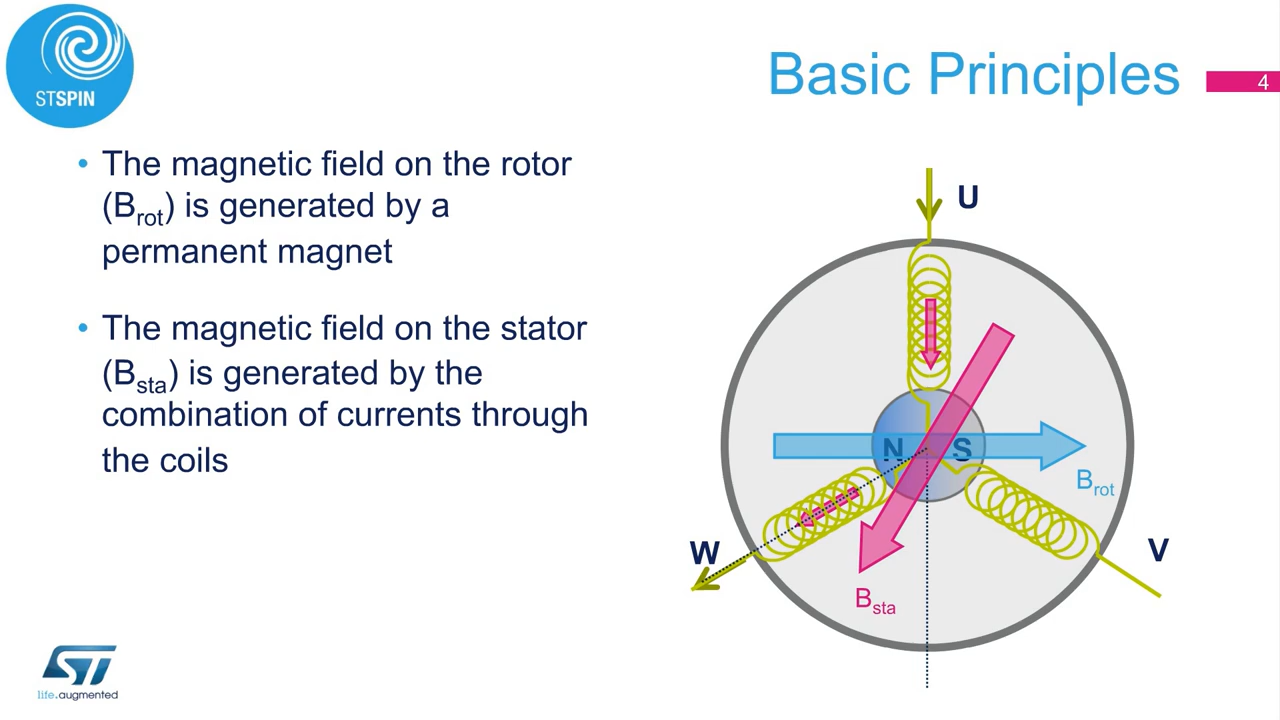 STSPIN
Basic Principles
4
• The magnetic field on the rotor
(Brot) is generated by a
permanent magnet
• The magnetic field on the stator
(Bsta) is generated by the
combination of currents through
the coils
U
N S
Brot
W
V
Bsta
ST
life.augmented